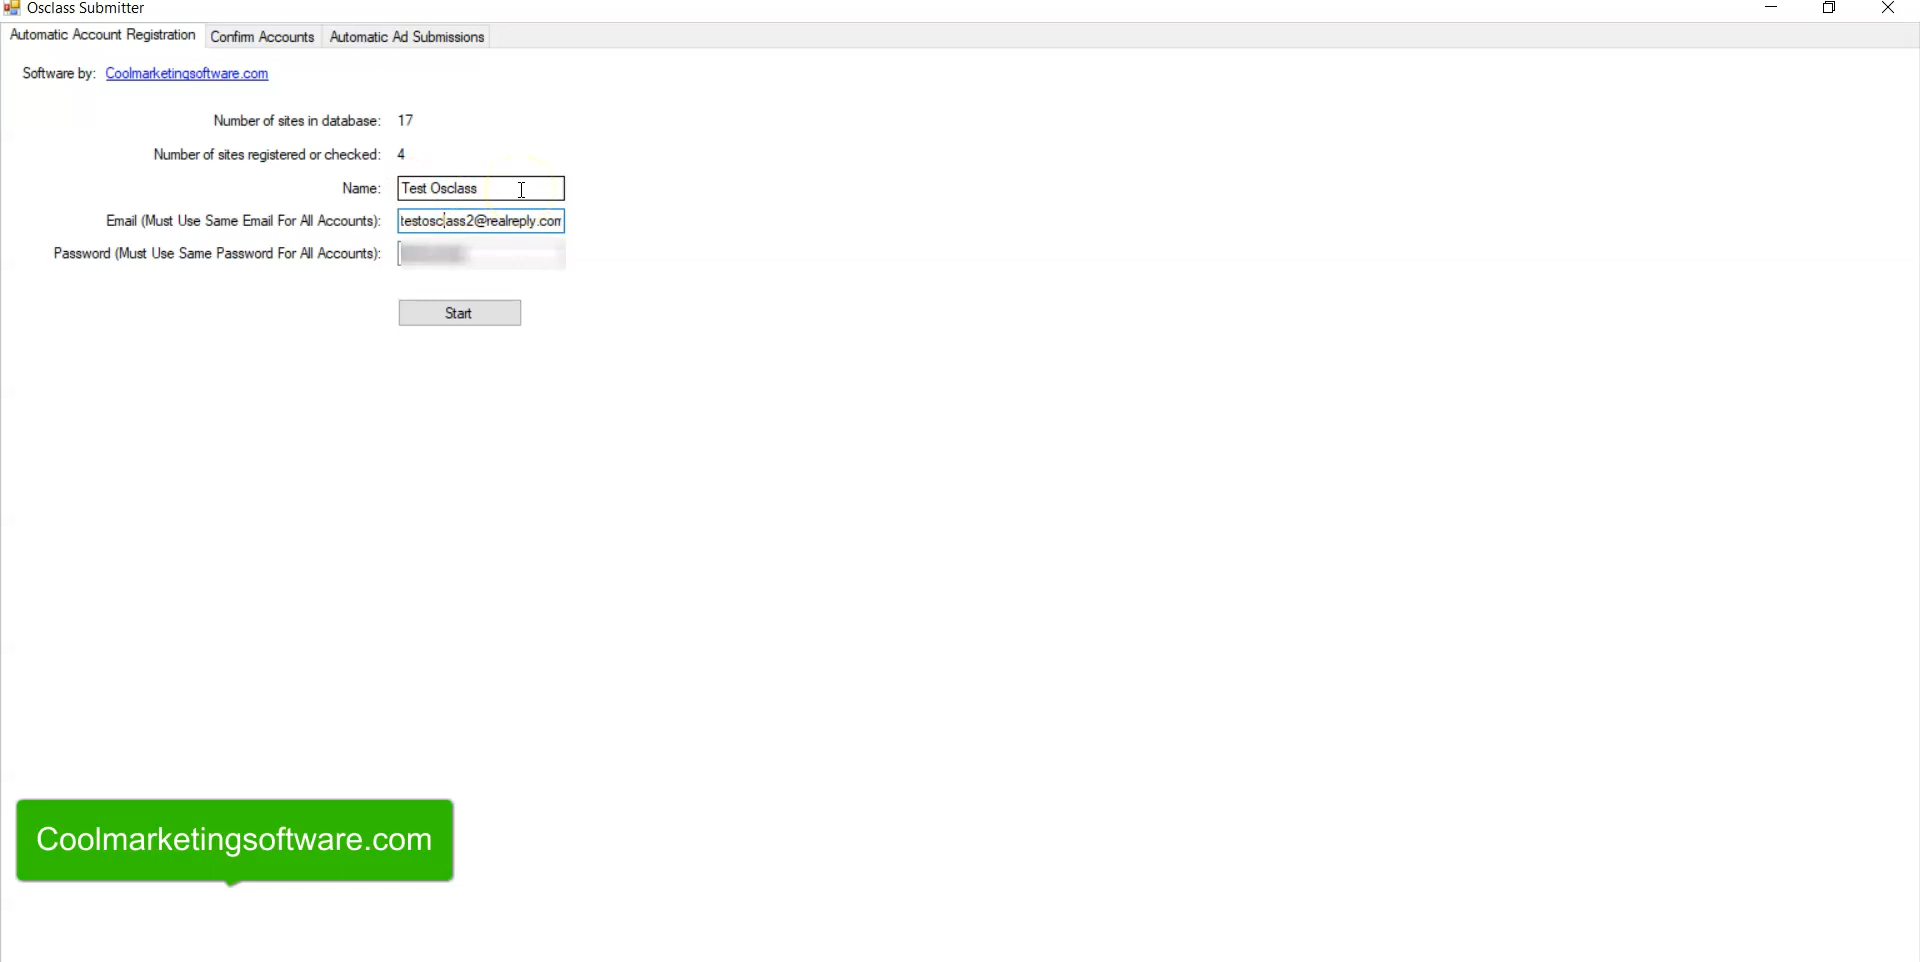 Osclass Submitter
Automatic Account Registration Confirm Accounts Automatic Ad Submissions
Software by: Coolmarketingsoftware.com
Number of sites in database: 17
Number of sites registered or checked: 4
Name: Test Osclass
Email (Must Use Same Email For All Accounts): testosclass2@realreply.com
Password (Must Use Same Password For All Accounts):
Start
Coolmarketingsoftware.com